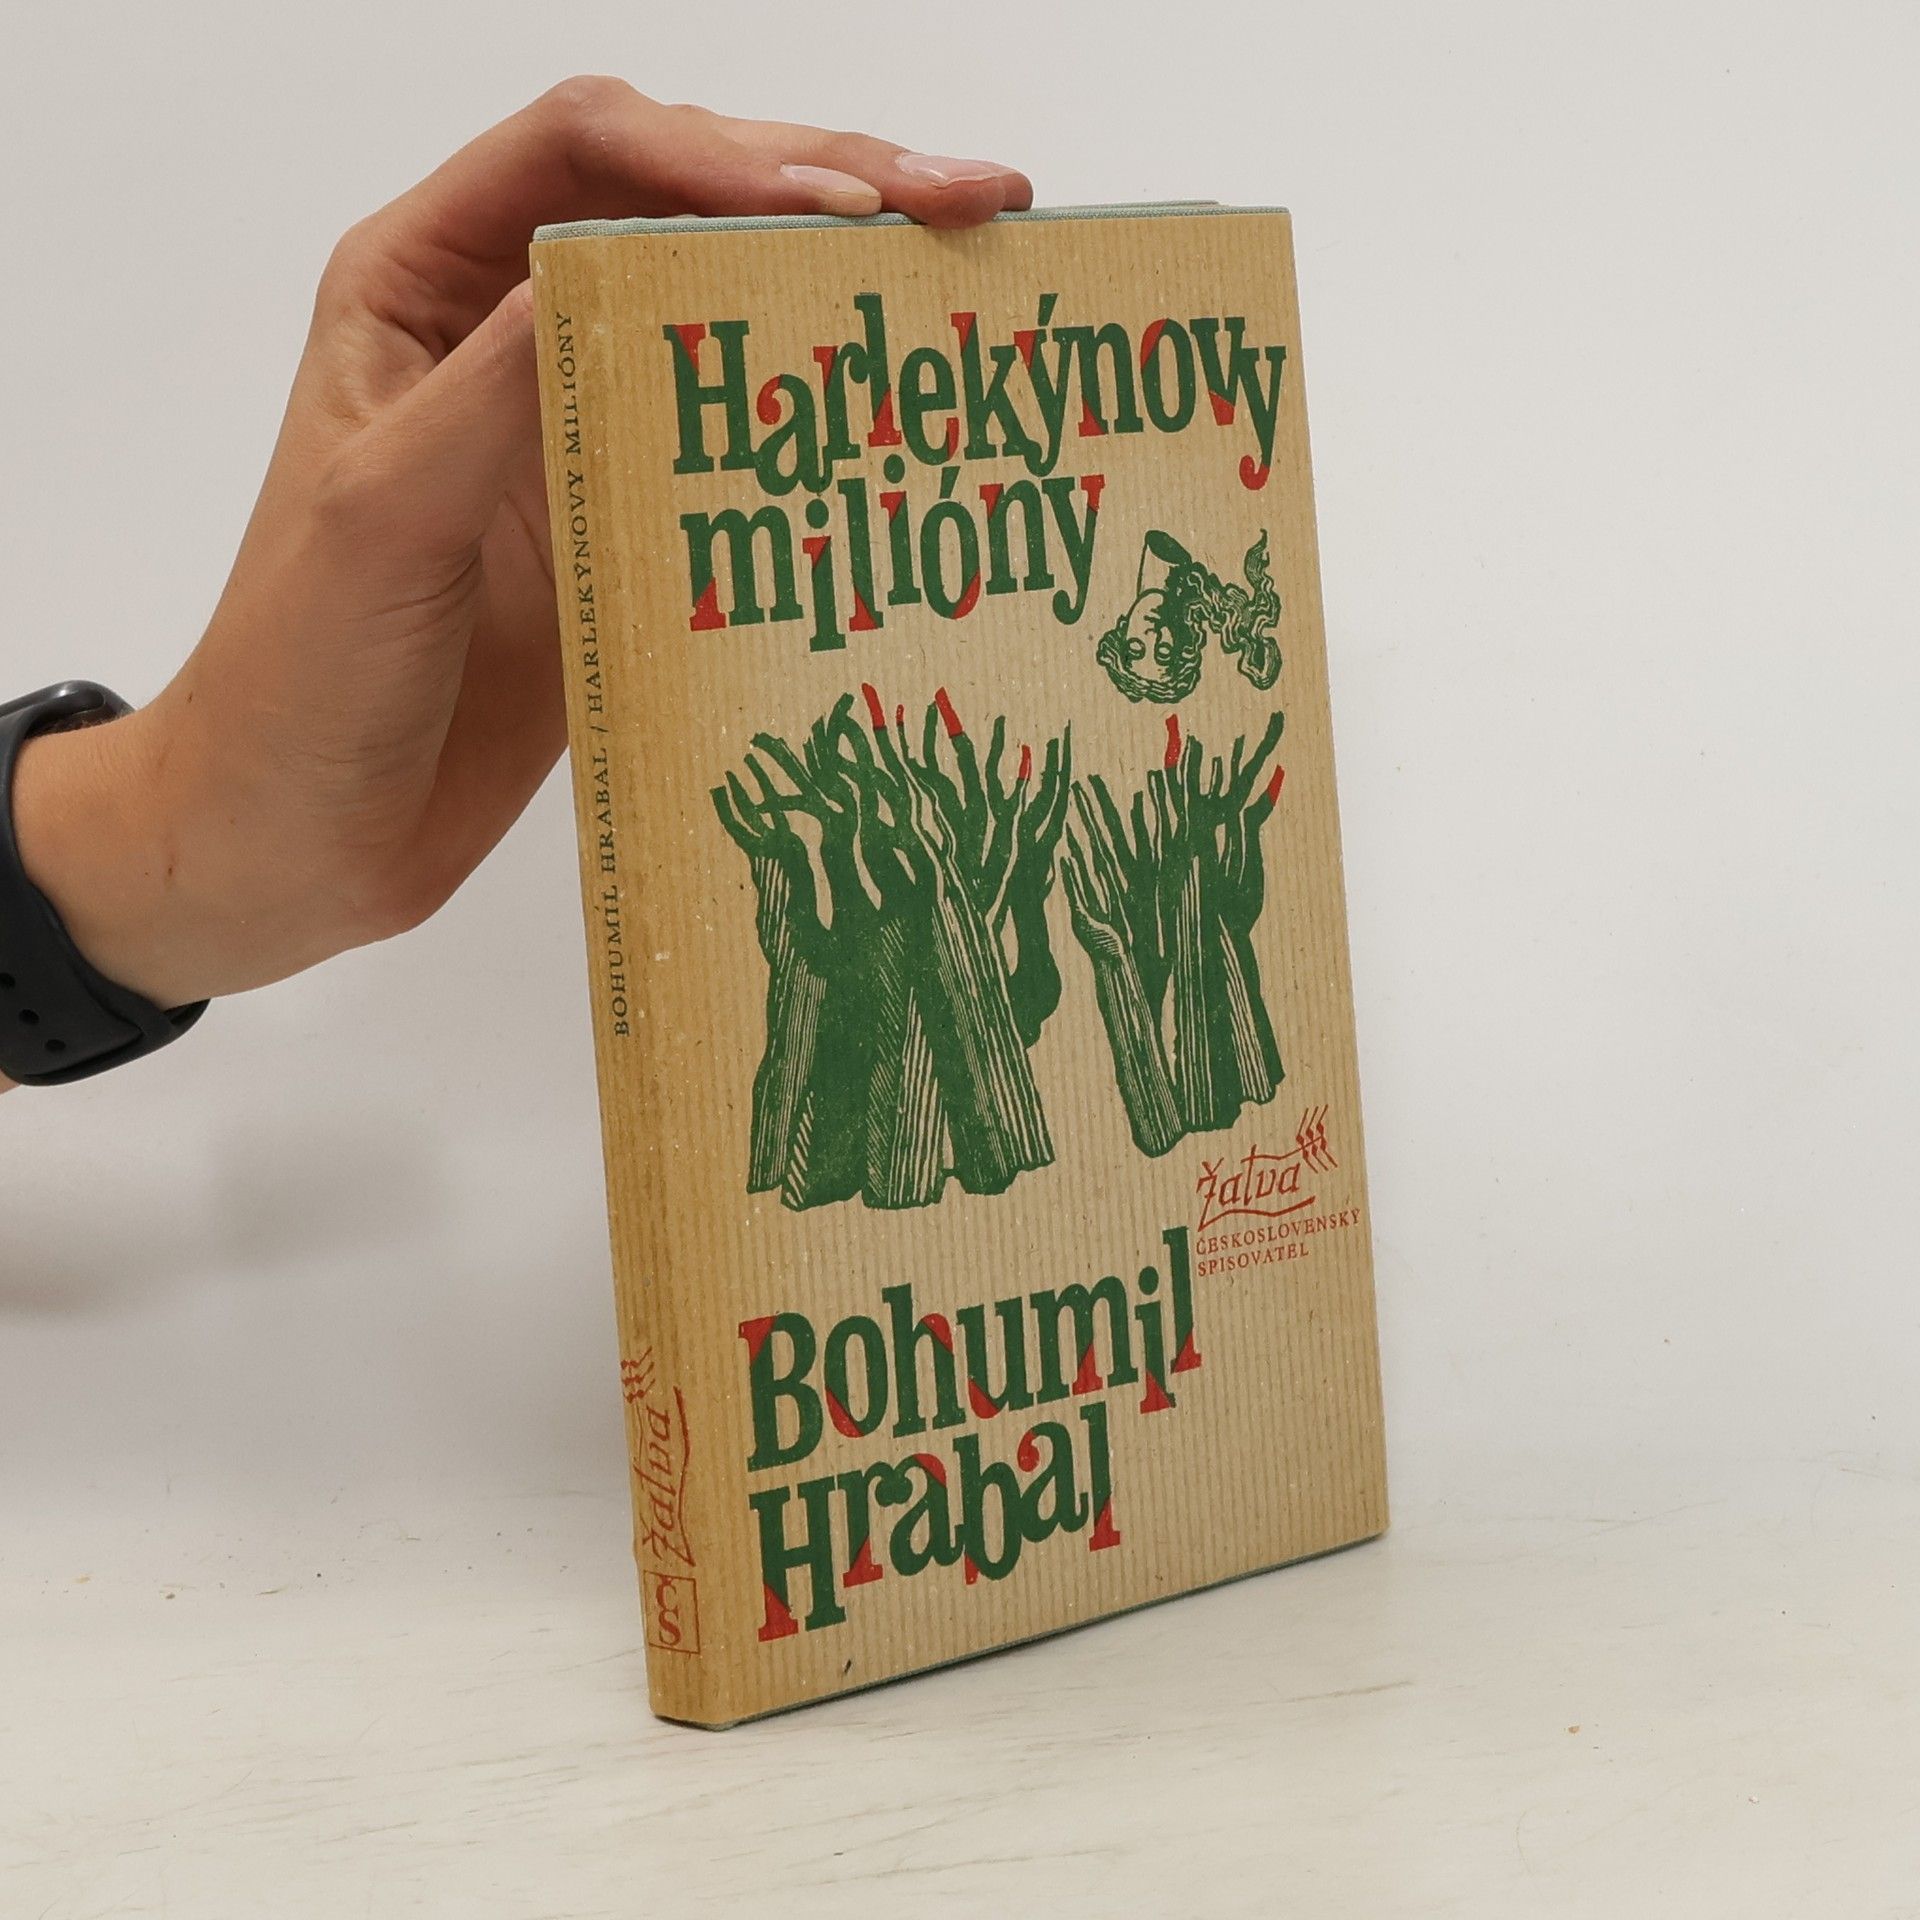 Harlekýnovy
milióny
Žatva
ČESKOSLOVENSKÝ
SPISOVATEL
Bohumil
Hrabal
BOHUMIL HRABAL / HARLEKÝNOVY MILIÓNY
Žatva
ČS